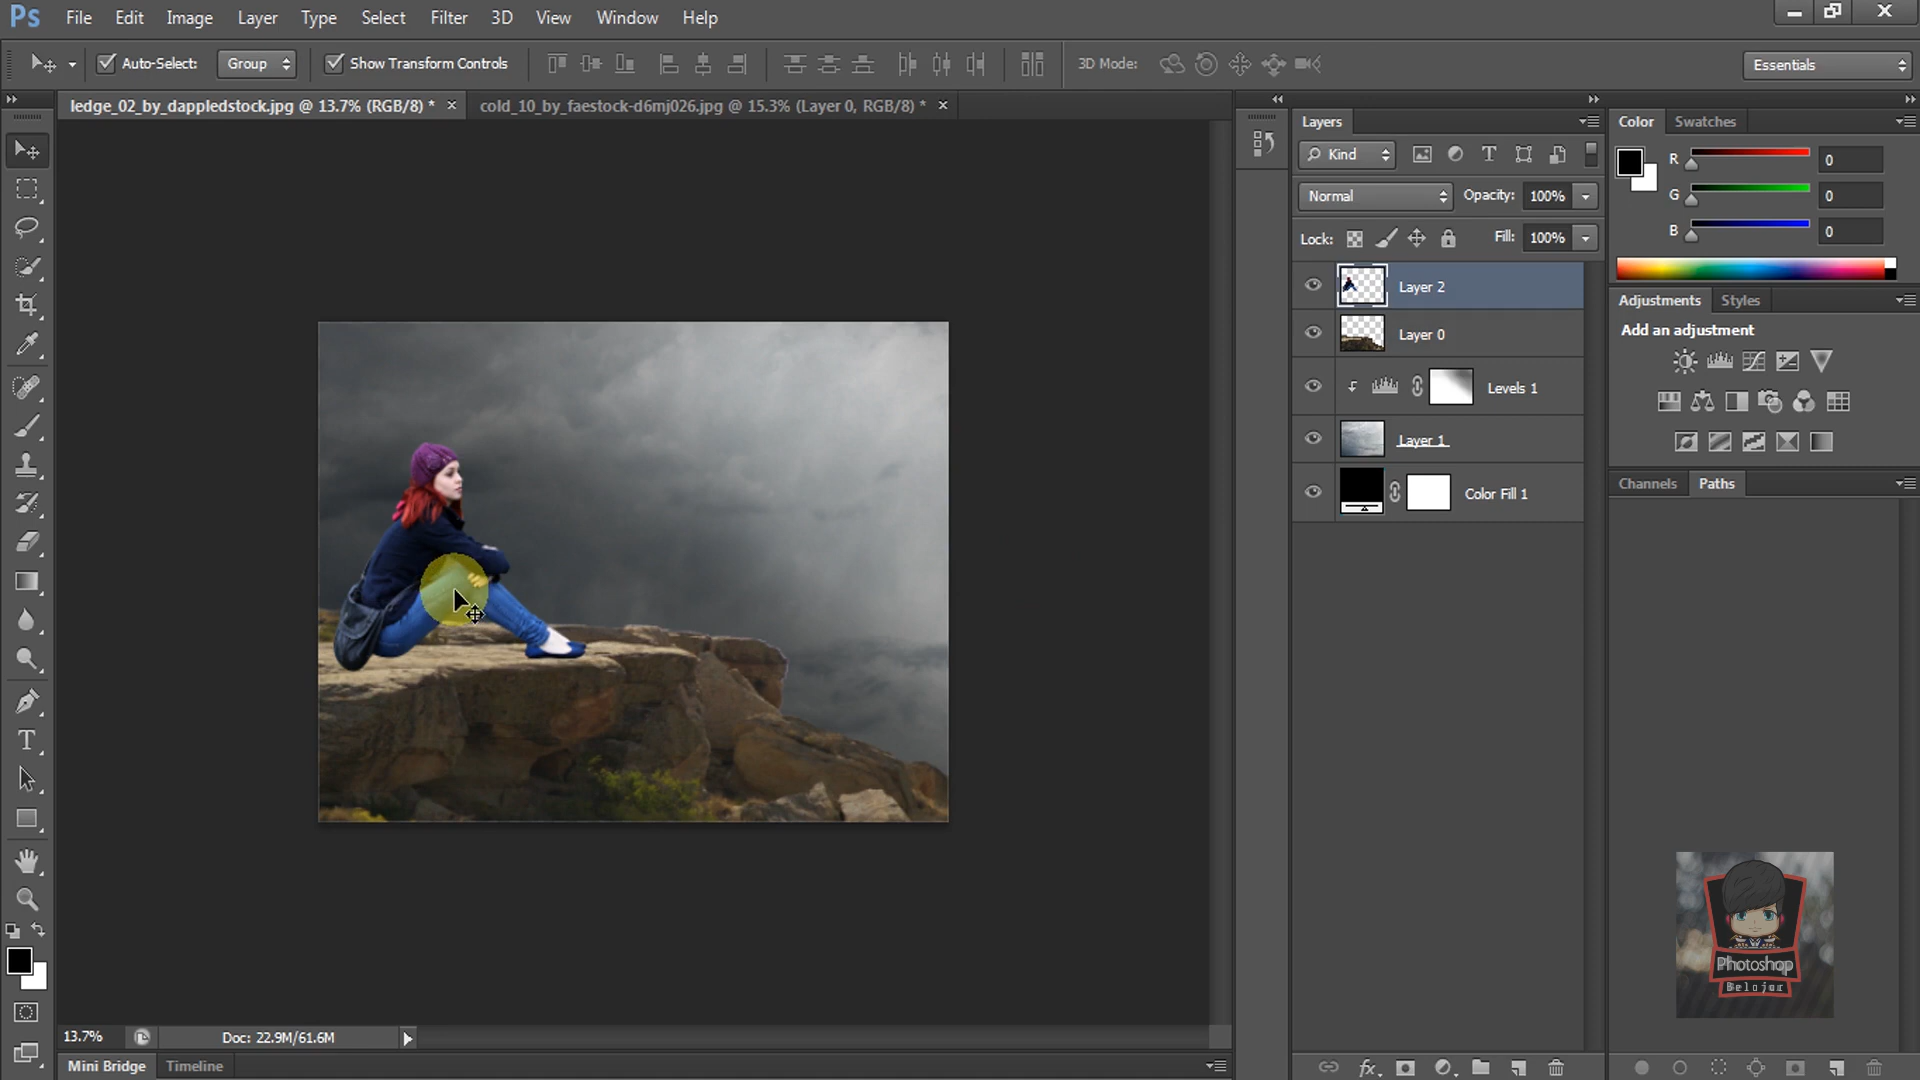 Ps File Edit Image Layer Type Select Filter 3D View Window Help
Auto-Select: Group Show Transform Controls 3D Mode: Essentials
ledge_02_by_dappledstock.jpg @ 13.7% (RGB/8) *
cold_10_by_faestock-d6mj026.jpg @ 15.3% (Layer 0, RGB/8) *
Layers
Kind
Normal Opacity: 100%
Lock: Fill: 100%
Layer 2
Layer 0
Levels 1
Layer 1
Color Fill 1
Color Swatches
R 0
G 0
B 0
Adjustments Styles
Add an adjustment
Channels Paths
Photoshop
Belajar
13.7% Doc: 22.9M/61.6M
Mini Bridge Timeline